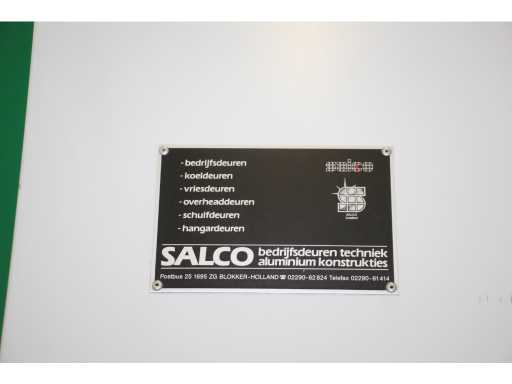 - bedrijfsdeuren
- koeldeuren
- vriesdeuren
- overheaddeuren
- schuifdeuren
- hangardeuren
SALCO bedrijfsdeuren techniek
aluminium konstrukties
Postbus 20 1695 ZG BLOKKER-HOLLAND ☎ 02290-62824 Telefax 02290-61414